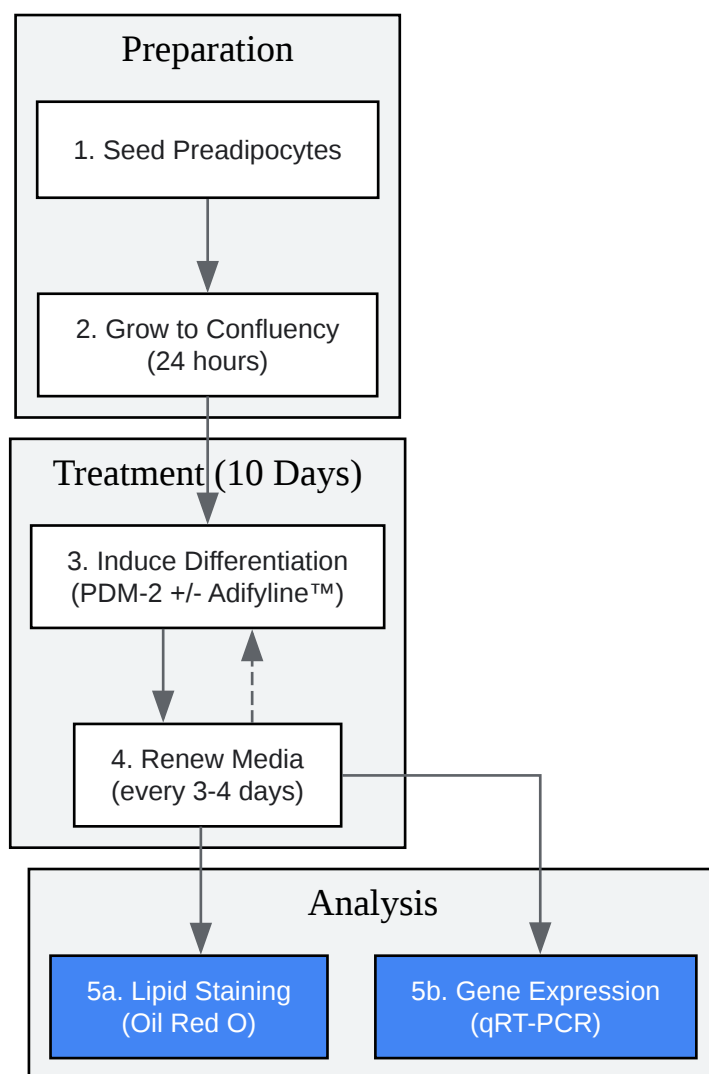 Preparation
1. Seed Preadipocytes
2. Grow to Confluency
(24 hours)
Treatment (10 Days)
3. Induce Differentiation
(PDM-2 +/- Adifyline™)
4. Renew Media
(every 3-4 days)
Analysis
5a. Lipid Staining
(Oil Red O)
5b. Gene Expression
(qRT-PCR)